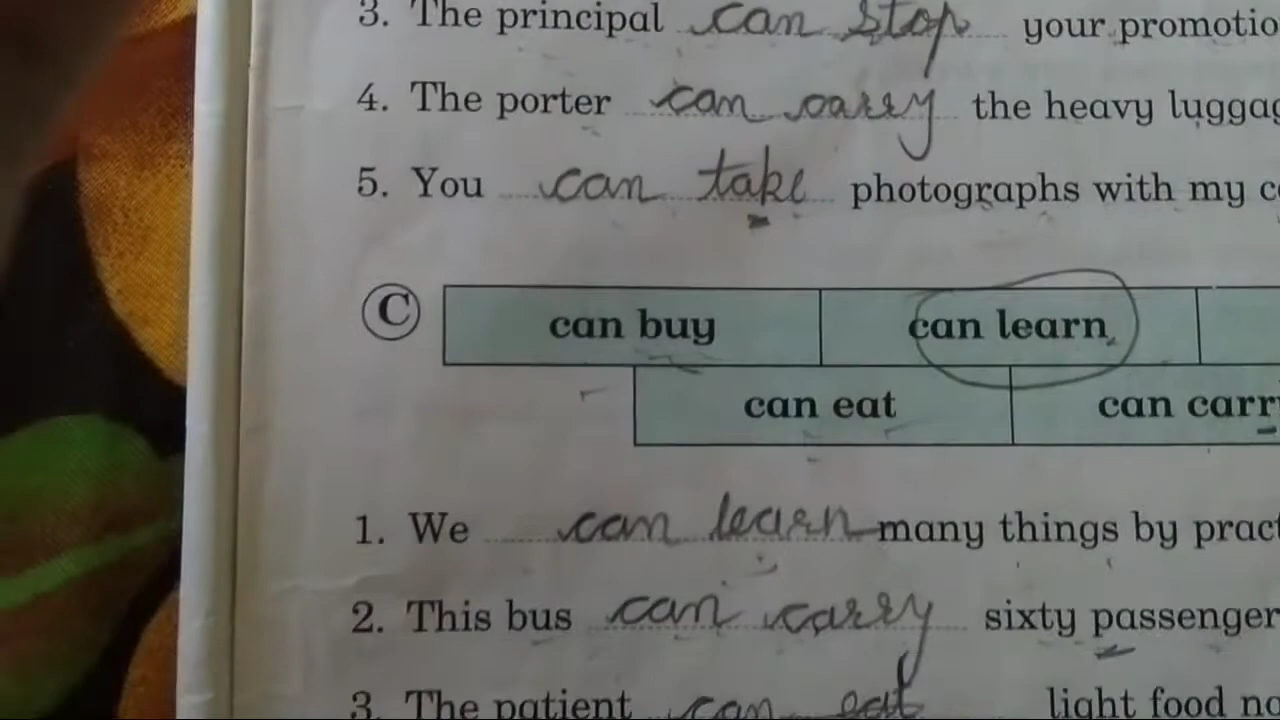 3. The principal can stop your promotio
4. The porter can carry the heavy luggag
5. You can take photographs with my c
C can buy can learn
can eat can carr
1. We can learn many things by pract
2. This bus can carry sixty passenger
3. The patient can eat light food no